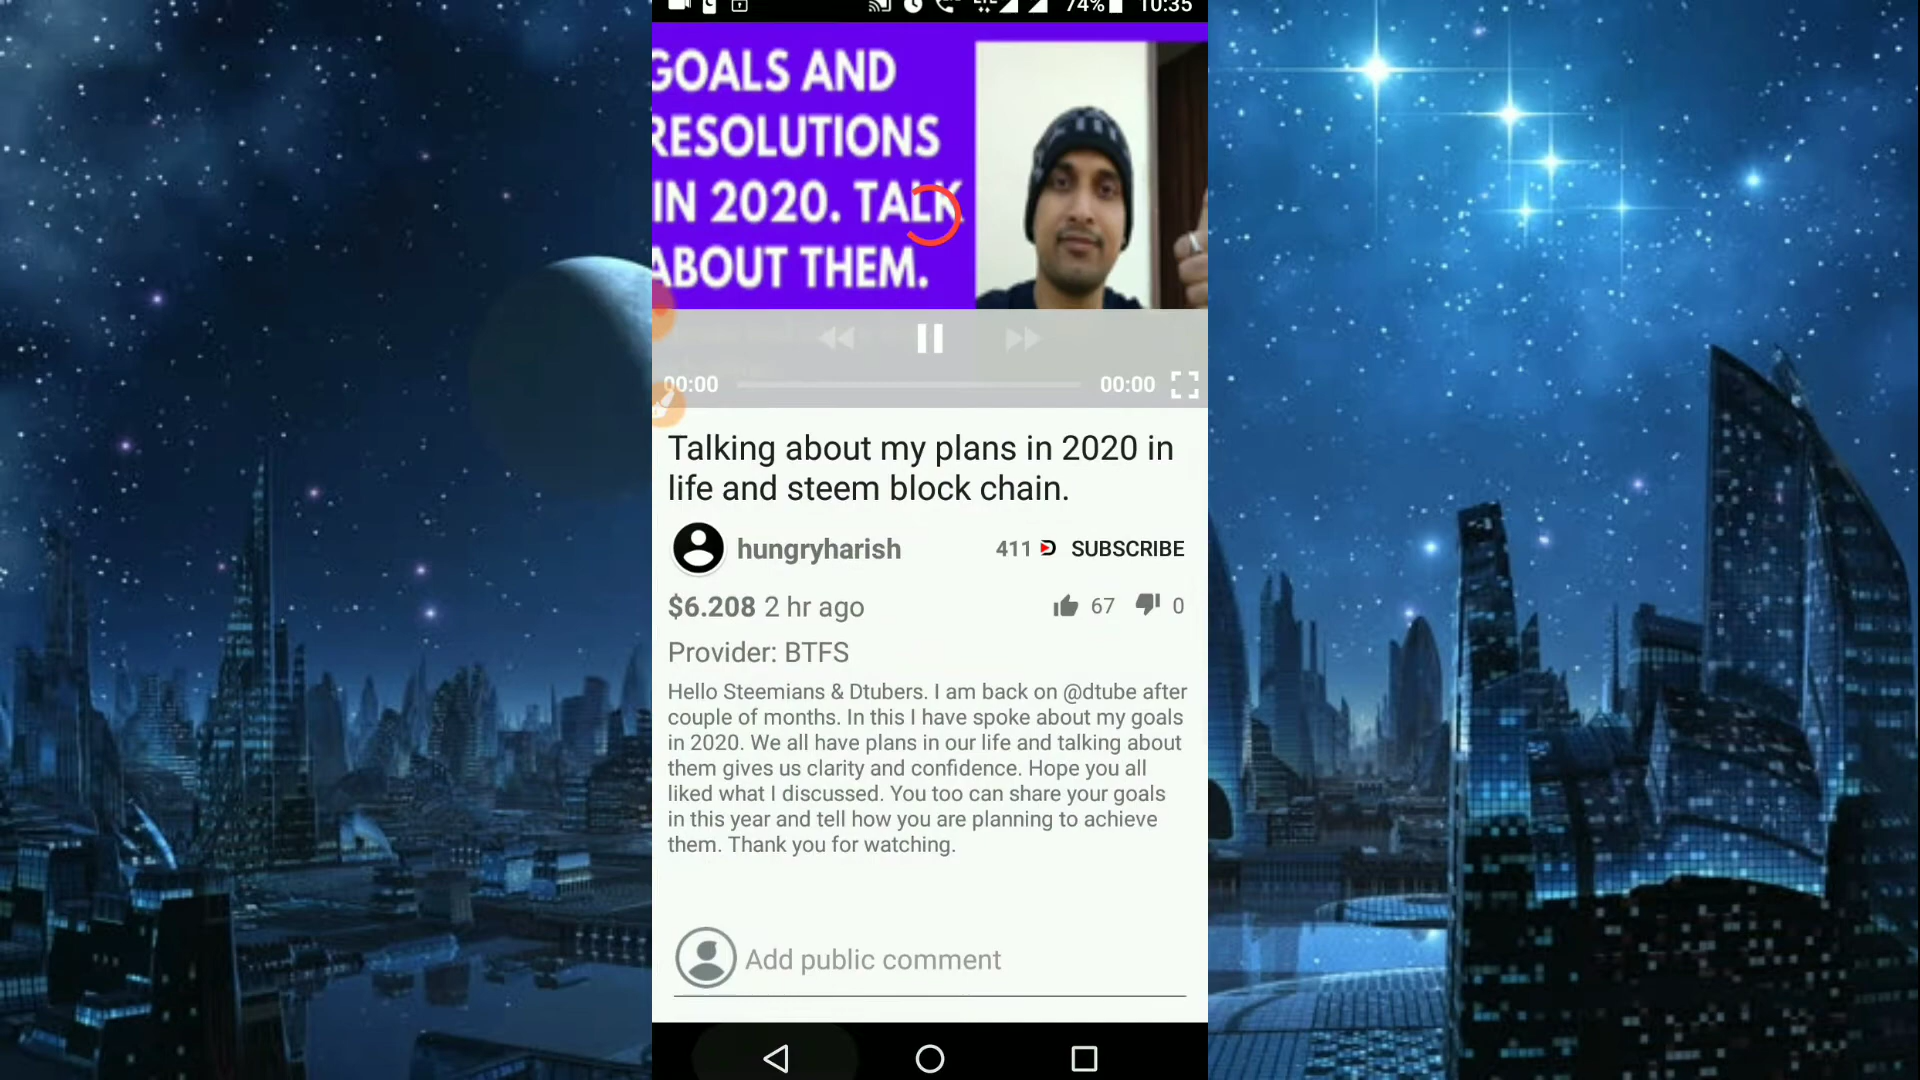 74% 10:35
GOALS AND
RESOLUTIONS
IN 2020. TALK
ABOUT THEM.
00:00 00:00
Talking about my plans in 2020 in
life and steem block chain.
hungryharish 411 SUBSCRIBE
$6.208 2 hr ago 67 0
Provider: BTFS
Hello Steemians & Dtubers. I am back on @dtube after
couple of months. In this I have spoke about my goals
in 2020. We all have plans in our life and talking about
them gives us clarity and confidence. Hope you all
liked what I discussed. You too can share your goals
in this year and tell how you are planning to achieve
them. Thank you for watching.
Add public comment